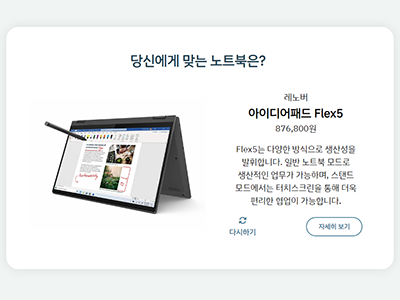 당신에게 맞는 노트북은?
레노버
아이디어패드 Flex5
876,800원
Flex5는 다양한 방식으로 생산성을
발휘합니다. 일반 노트북 모드로
생산적인 업무가 가능하며, 스탠드
모드에서는 터치스크린을 통해 더욱
편리한 협업이 가능합니다.
다시하기
자세히 보기